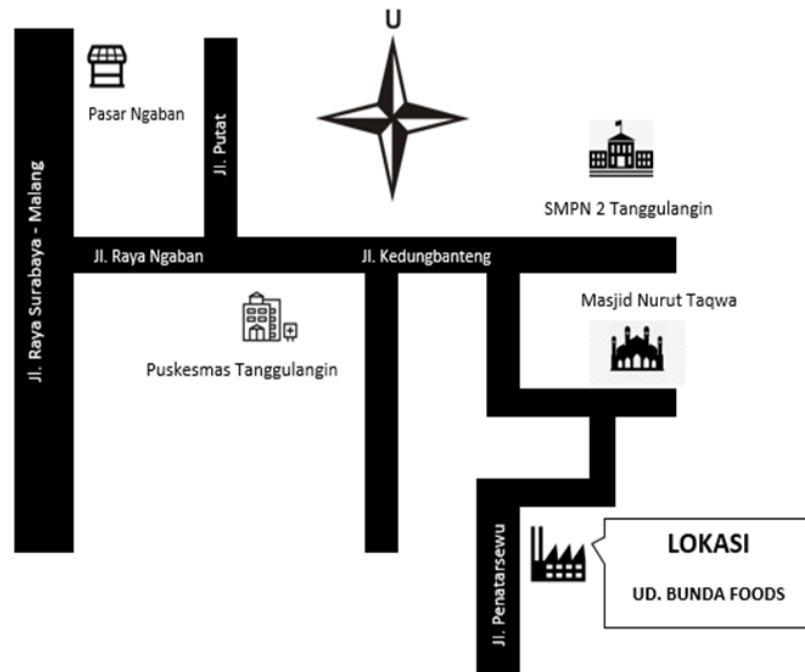 U
Pasar Ngaban
Jl. Putat
Jl. Raya Surabaya - Malang
SMPN 2 Tanggulangin
Jl. Raya Ngaban
Jl. Kedungbanteng
Masjid Nurut Taqwa
Puskesmas Tanggulangin
Jl. Penatarsewu
LOKASI
UD. BUNDA FOODS